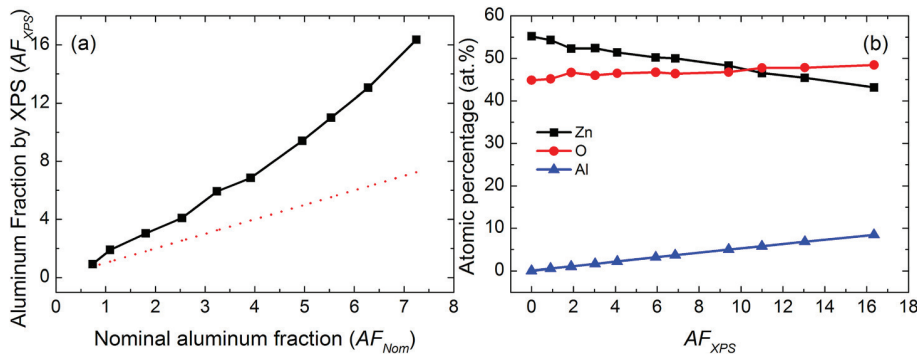 Aluminum Fraction by XPS (AF_XPS)
16
12
8
4
0
(a)
0 1 2 3 4 5 6 7 8
Nominal aluminum fraction (AF_Nom)
Atomic percentage (at.%)
60
50
40
30
20
10
0
(b)
Zn
O
Al
0 2 4 6 8 10 12 14 16 18
AF_XPS